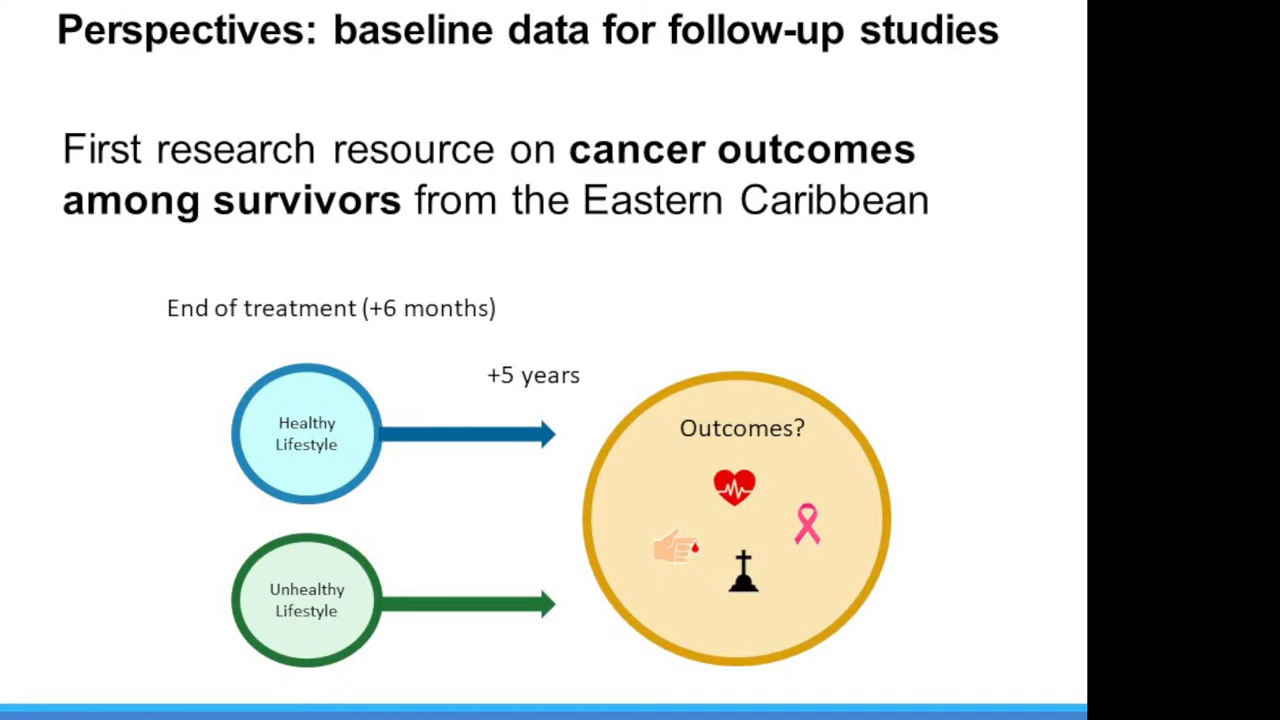 Perspectives: baseline data for follow-up studies
First research resource on cancer outcomes
among survivors from the Eastern Caribbean
End of treatment (+6 months)
+5 years
Healthy
Lifestyle
Outcomes?
Unhealthy
Lifestyle